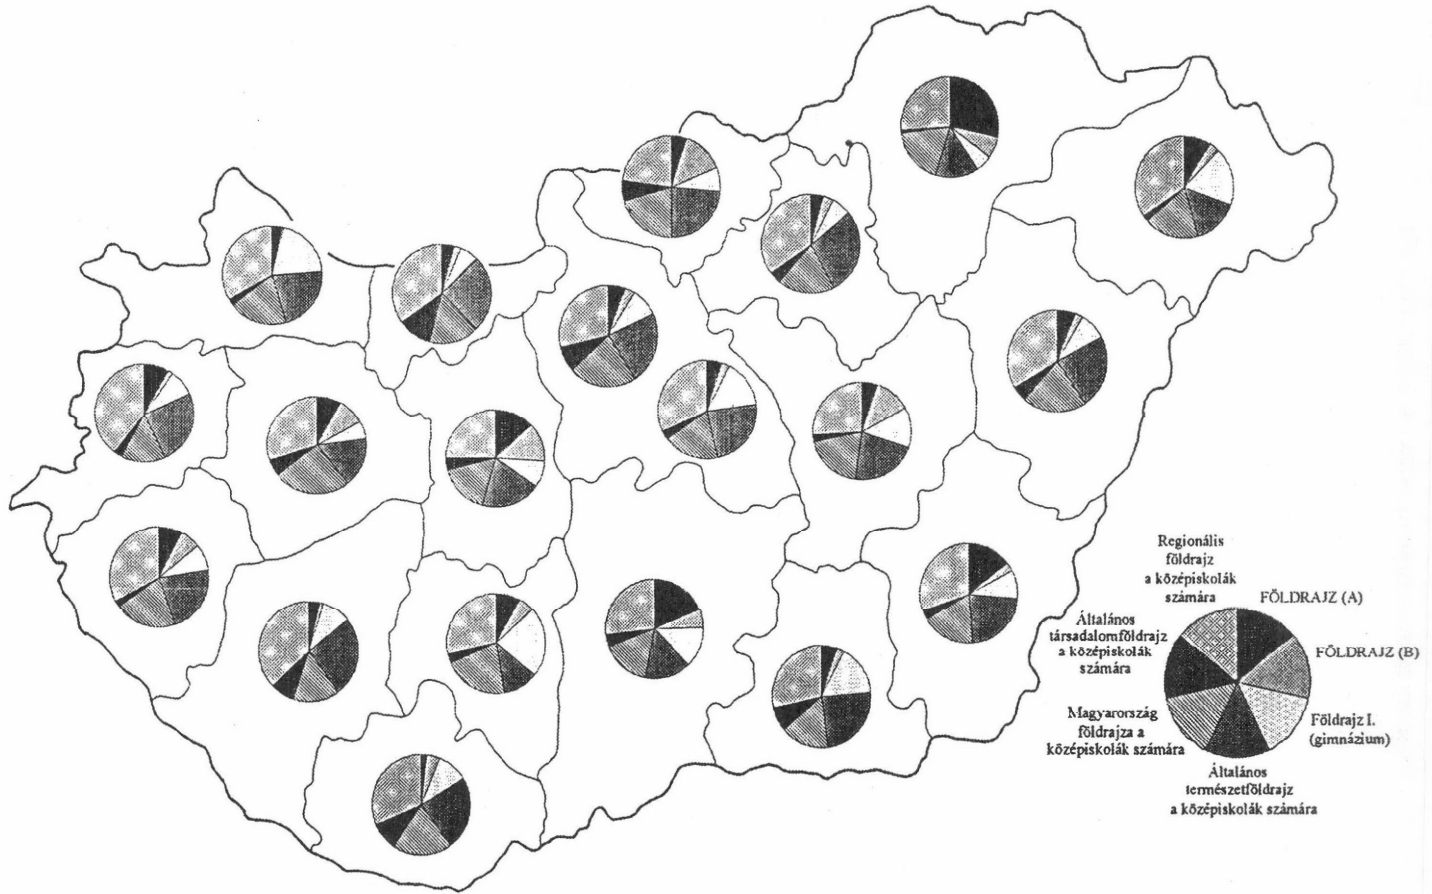 Regionális
földrajz
a középiskolák
számára
FÖLDRAJZ (A)
Általános
társadalomföldrajz
a középiskolák
számára
FÖLDRAJZ (B)
Magyarország
földrajza a
középiskolák számára
Földrajz I.
(gimnázium)
Általános
természetföldrajz
a középiskolák számára